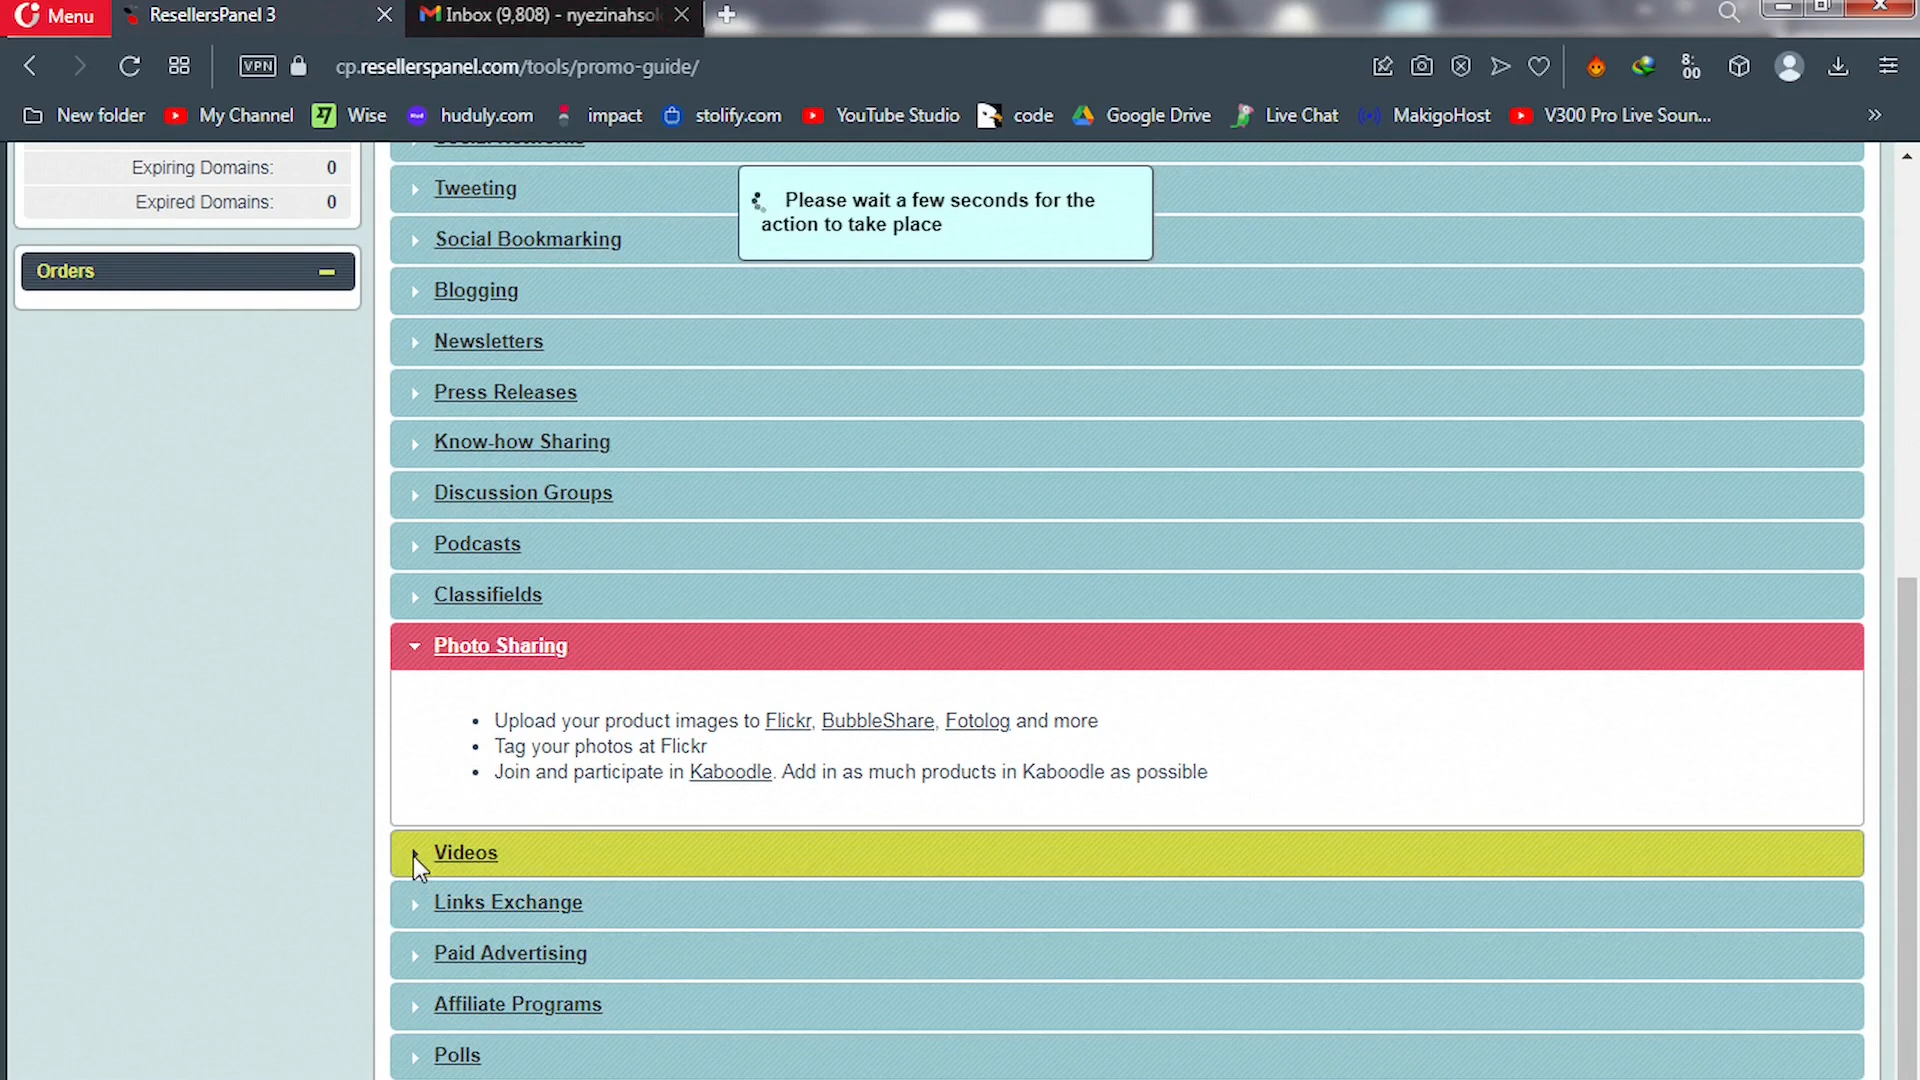 Menu
ResellersPanel 3
Inbox (9,808) - nyezinahsol
VPN
cp.resellerspanel.com/tools/promo-guide/
8:
00
New folder
My Channel
Wise
huduly.com
impact
stolify.com
YouTube Studio
code
Google Drive
Live Chat
MakigoHost
V300 Pro Live Soun...
Expiring Domains: 0
Expired Domains: 0
Orders
Social Networks
Tweeting
Please wait a few seconds for the
action to take place
Social Bookmarking
Blogging
Newsletters
Press Releases
Know-how Sharing
Discussion Groups
Podcasts
Classifields
Photo Sharing
Upload your product images to Flickr, BubbleShare, Fotolog and more
Tag your photos at Flickr
Join and participate in Kaboodle. Add in as much products in Kaboodle as possible
Videos
Links Exchange
Paid Advertising
Affiliate Programs
Polls